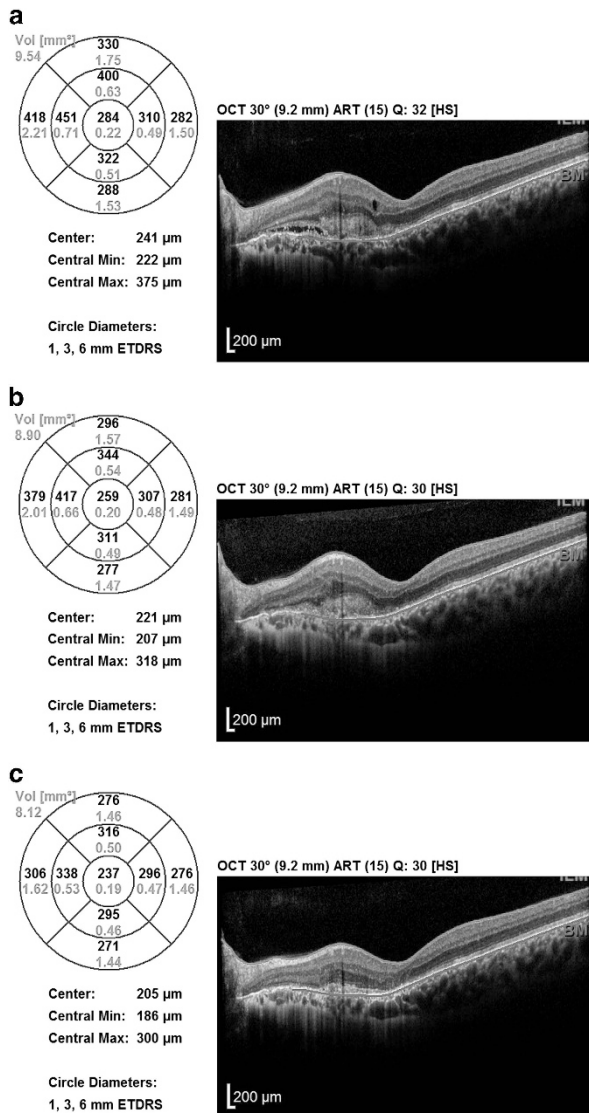 a
Vol [mm³]
9.54
330
1.75
400
0.63
418 451 284 310 282
2.21 0.71 0.22 0.49 1.50
322
0.51
288
1.53
Center: 241 µm
Central Min: 222 µm
Central Max: 375 µm
Circle Diameters:
1, 3, 6 mm ETDRS
OCT 30° (9.2 mm) ART (15) Q: 32 [HS]
ILM
BM
200 µm
b
Vol [mm³]
8.90
296
1.57
344
0.54
379 417 259 307 281
2.01 0.66 0.20 0.48 1.49
311
0.49
277
1.47
Center: 221 µm
Central Min: 207 µm
Central Max: 318 µm
Circle Diameters:
1, 3, 6 mm ETDRS
OCT 30° (9.2 mm) ART (15) Q: 30 [HS]
ILM
BM
200 µm
c
Vol [mm³]
8.12
276
1.46
316
0.50
306 338 237 296 276
1.62 0.53 0.19 0.47 1.46
295
0.46
271
1.44
Center: 205 µm
Central Min: 186 µm
Central Max: 300 µm
Circle Diameters:
1, 3, 6 mm ETDRS
OCT 30° (9.2 mm) ART (15) Q: 30 [HS]
ILM
BM
200 µm